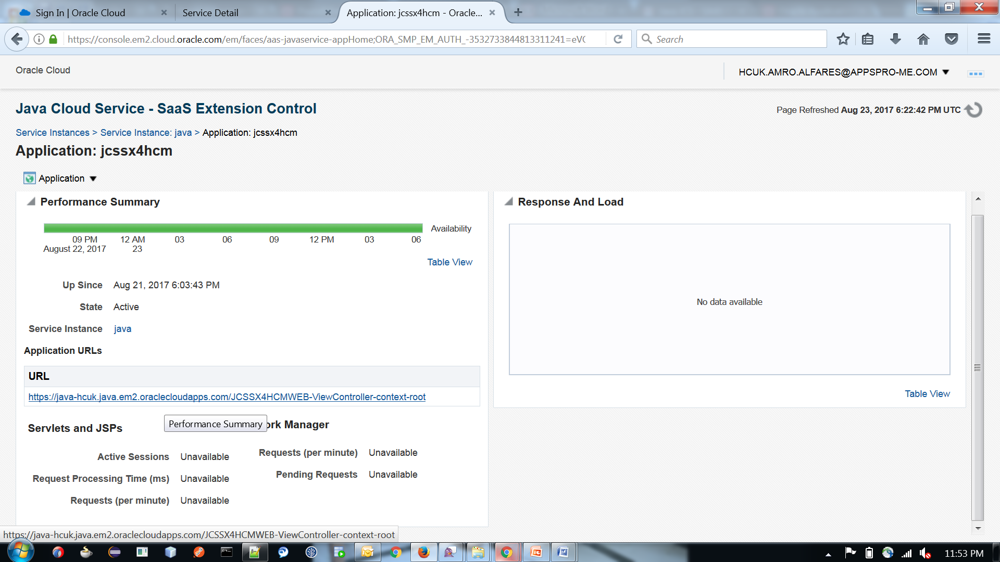 Sign In | Oracle Cloud
Service Detail
Application: jcssx4hcm - Oracle...
https://console.em2.cloud.oracle.com/em/faces/aas-javaservice-appHome;ORA_SMP_EM_AUTH_-3532733844813311241=eV
Search
Oracle Cloud
HCUK.AMRO.ALFARES@APPSPRO-ME.COM
Java Cloud Service - SaaS Extension Control
Page Refreshed Aug 23, 2017 6:22:42 PM UTC
Service Instances > Service Instance: java > Application: jcssx4hcm
Application: jcssx4hcm
Application
Performance Summary
Availability
09 PM 12 AM 03 06 09 12 PM 03 06
August 22, 2017 23
Table View
Up Since Aug 21, 2017 6:03:43 PM
State Active
Service Instance java
Application URLs
URL
https://java-hcuk.java.em2.oraclecloudapps.com/JCSSX4HCMWEB-ViewController-context-root
Servlets and JSPs
Performance Summary
ork Manager
Active Sessions Unavailable
Request Processing Time (ms) Unavailable
Requests (per minute) Unavailable
Requests (per minute) Unavailable
Pending Requests Unavailable
Response And Load
No data available
Table View
https://java-hcuk.java.em2.oraclecloudapps.com/JCSSX4HCMWEB-ViewController-context-root
11:53 PM